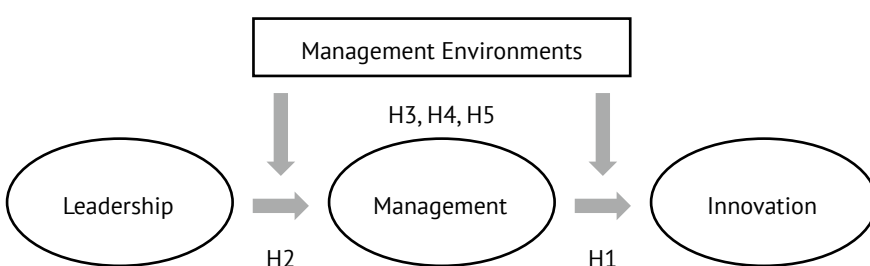 Management Environments
H3, H4, H5
Leadership
Management
Innovation
H2
H1